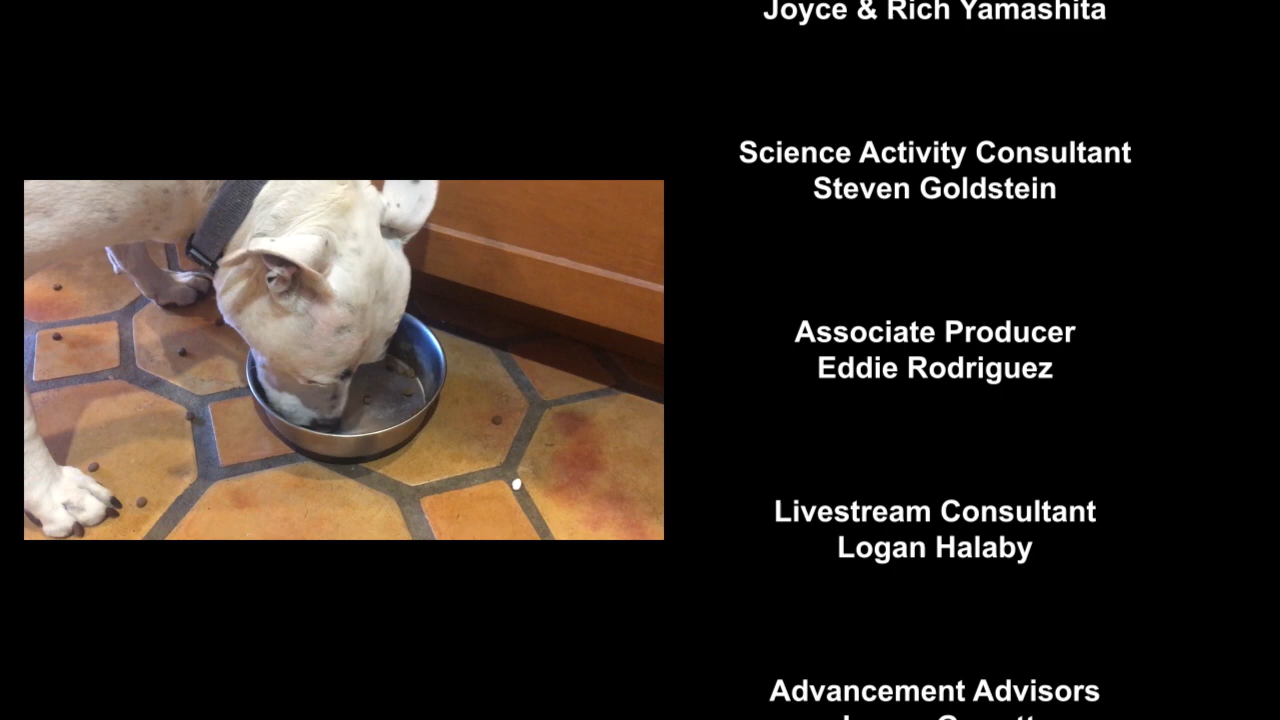 Joyce & Rich Yamashita
Science Activity Consultant
Steven Goldstein
Associate Producer
Eddie Rodriguez
Livestream Consultant
Logan Halaby
Advancement Advisors